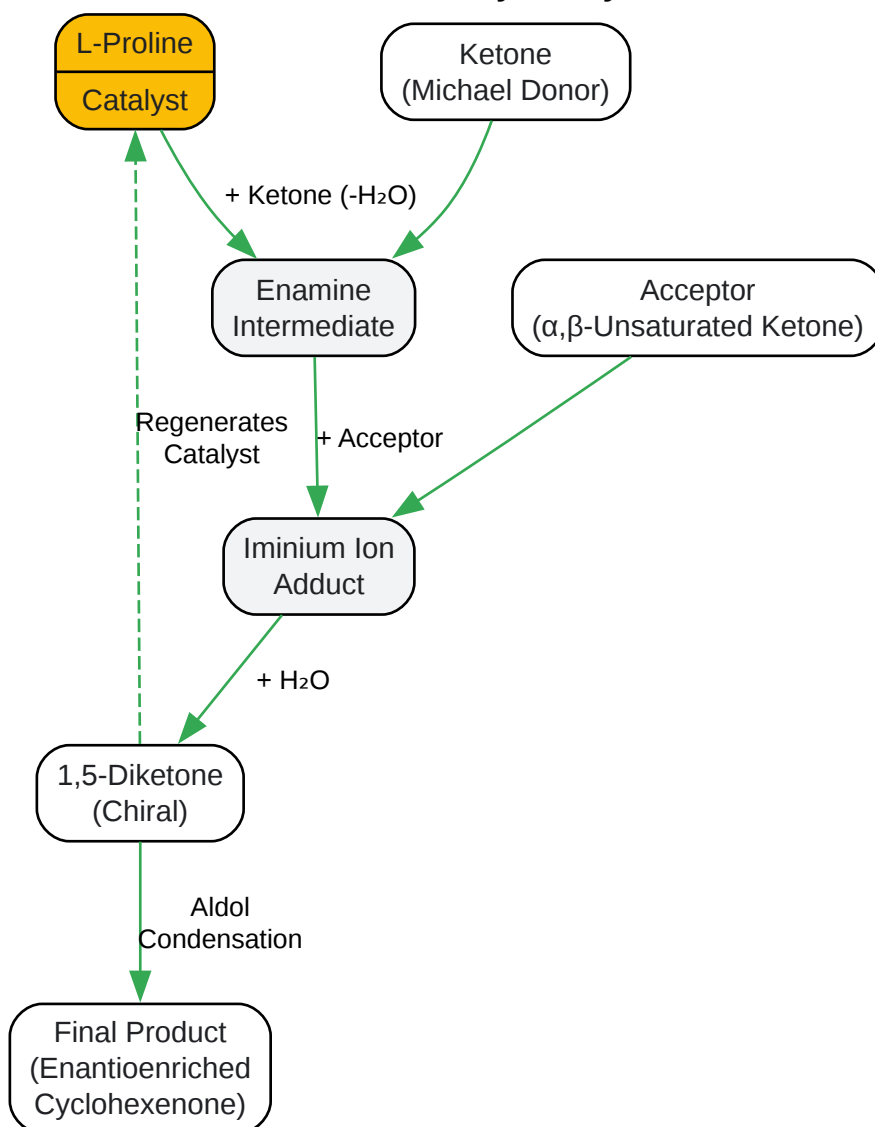 L-Proline
Catalyst
Ketone
(Michael Donor)
+ Ketone (-H₂O)
Enamine
Intermediate
Acceptor
(α,β-Unsaturated Ketone)
Regenerates
Catalyst
+ Acceptor
Iminium Ion
Adduct
+ H₂O
1,5-Diketone
(Chiral)
Aldol
Condensation
Final Product
(Enantioenriched
Cyclohexenone)